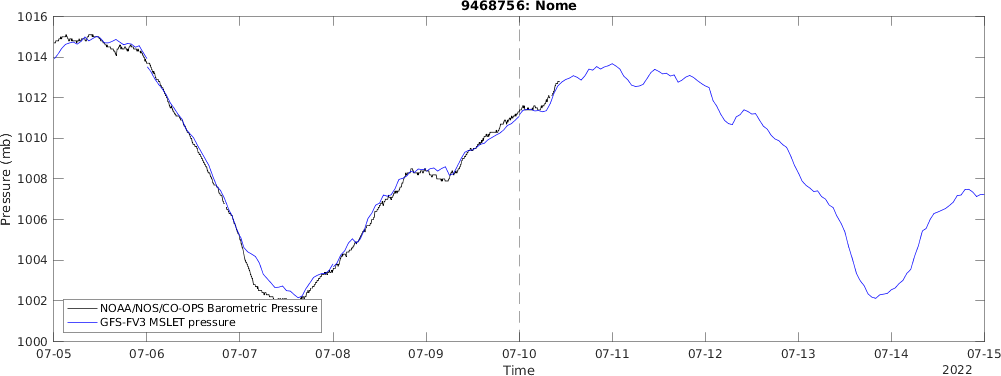 9468756: Nome
1016
1014
1012
1010
1008
1006
1004
1002
1000
Pressure (mb)
NOAA/NOS/CO-OPS Barometric Pressure
GFS-FV3 MSLET pressure
07-05 07-06 07-07 07-08 07-09 07-10 07-11 07-12 07-13 07-14 07-15
Time
2022